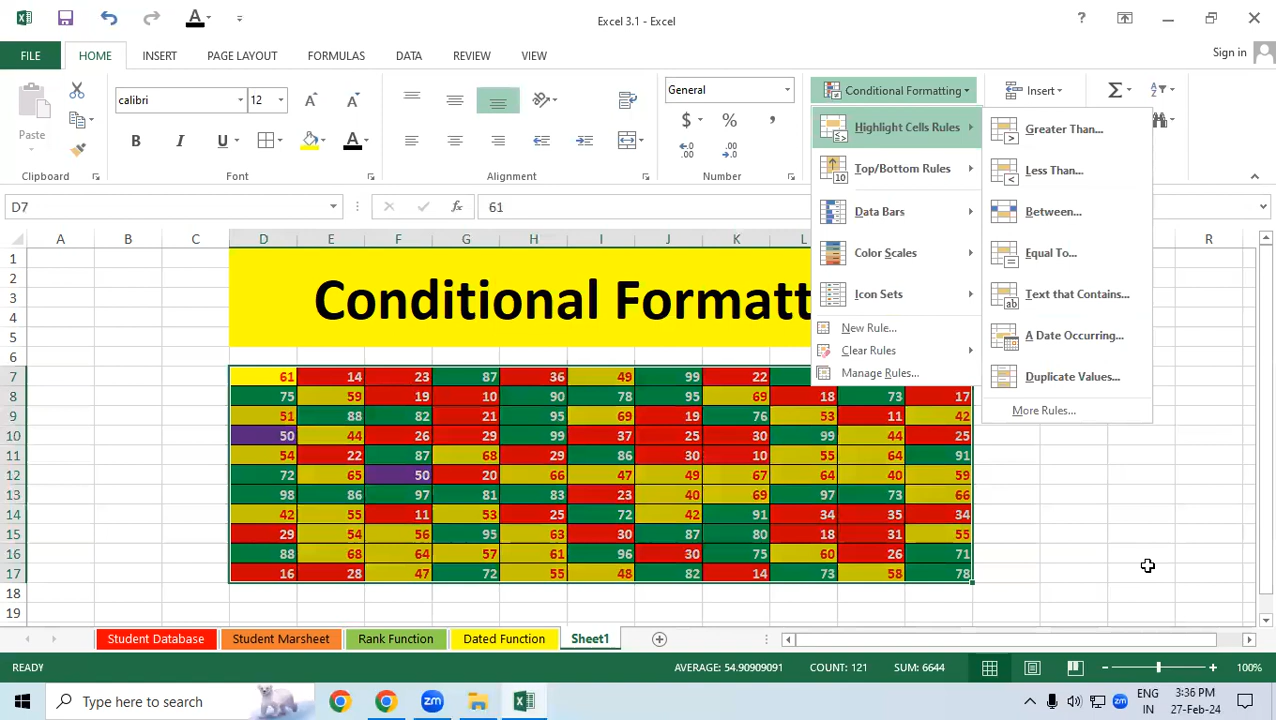 Excel 3.1 - Excel
?
Sign in
FILE HOME INSERT PAGE LAYOUT FORMULAS DATA REVIEW VIEW
calibri 12 General Conditional Formatting Insert
Paste
B I U A $ % ,
Clipboard Font Alignment Number
Highlight Cells Rules
Top/Bottom Rules
Data Bars
Color Scales
Icon Sets
New Rule...
Clear Rules
Manage Rules...
Greater Than...
Less Than...
Between...
Equal To...
Text that Contains...
A Date Occurring...
Duplicate Values...
More Rules...
D7 fx 61
A B C D E F G H I J K L R
1
2
3
4
5
6
Conditional Formatt
7 61 14 23 87 36 49 99 22
8 75 59 19 10 90 78 95 69 18 73 17
9 51 88 82 21 95 69 19 76 53 11 42
10 50 44 26 29 99 37 25 30 99 44 25
11 54 22 87 68 29 86 30 10 55 64 91
12 72 65 50 20 66 47 49 67 64 40 59
13 98 86 97 81 83 23 40 69 97 73 66
14 42 55 11 53 25 72 42 91 34 35 34
15 29 54 56 95 63 30 87 80 18 31 55
16 88 68 64 57 61 96 30 75 60 26 71
17 16 28 47 72 55 48 82 14 73 58 78
18
19
Student Database Student Marsheet Rank Function Dated Function Sheet1
READY AVERAGE: 54.90909091 COUNT: 121 SUM: 6644 100%
Type here to search
ENG
IN
3:36 PM
27-Feb-24